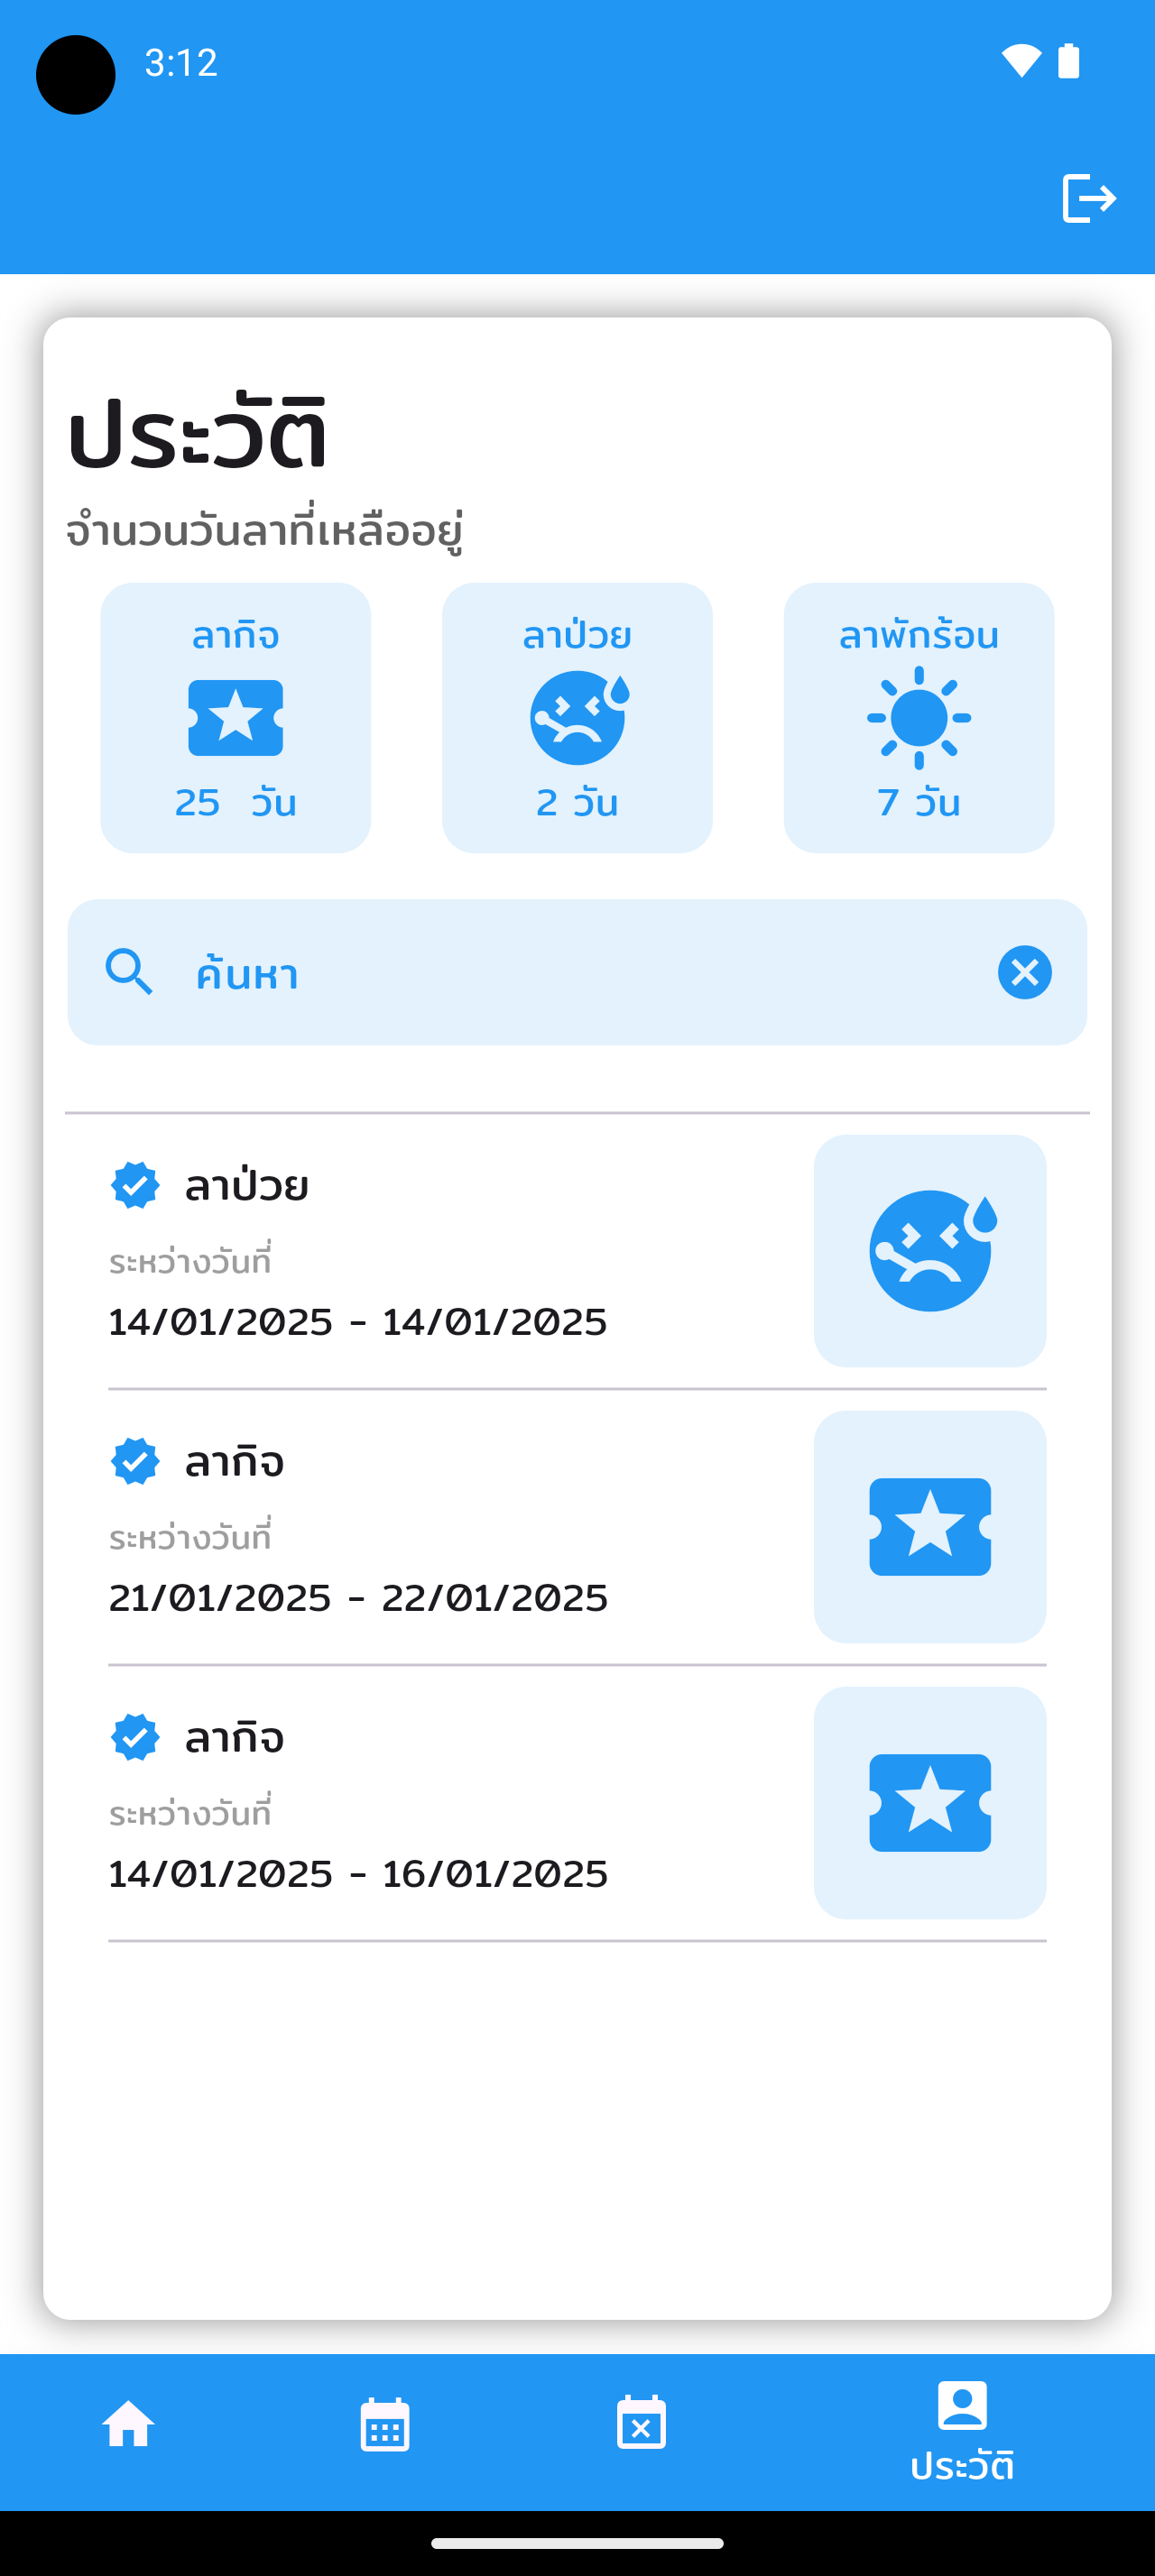 3:12
ประวัติ
จำนวนวันลาที่เหลืออยู่
ลากิจ ลาป่วย ลาพักร้อน
25 วัน 2 วัน 7 วัน
ค้นหา
ลาป่วย
ระหว่างวันที่
14/01/2025 - 14/01/2025
ลากิจ
ระหว่างวันที่
21/01/2025 - 22/01/2025
ลากิจ
ระหว่างวันที่
14/01/2025 - 16/01/2025
ประวัติ